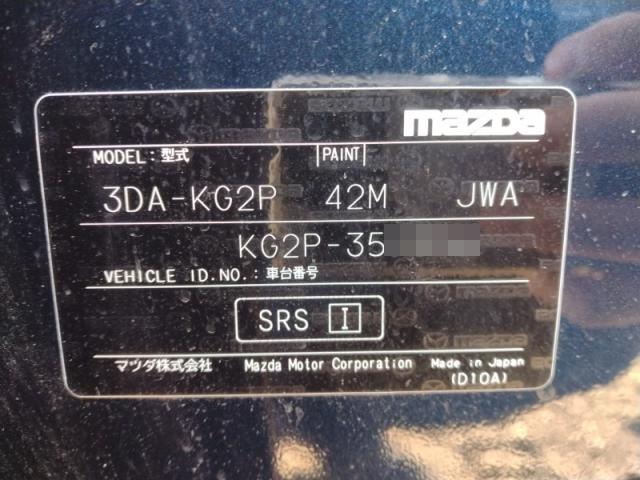 mazda
MODEL:型式 PAINT
3DA-KG2P 42M JWA
KG2P-35
VEHICLE ID.NO.:車台番号
SRS I
マツダ株式会社 Mazda Motor Corporation Made in Japan
(D10A)